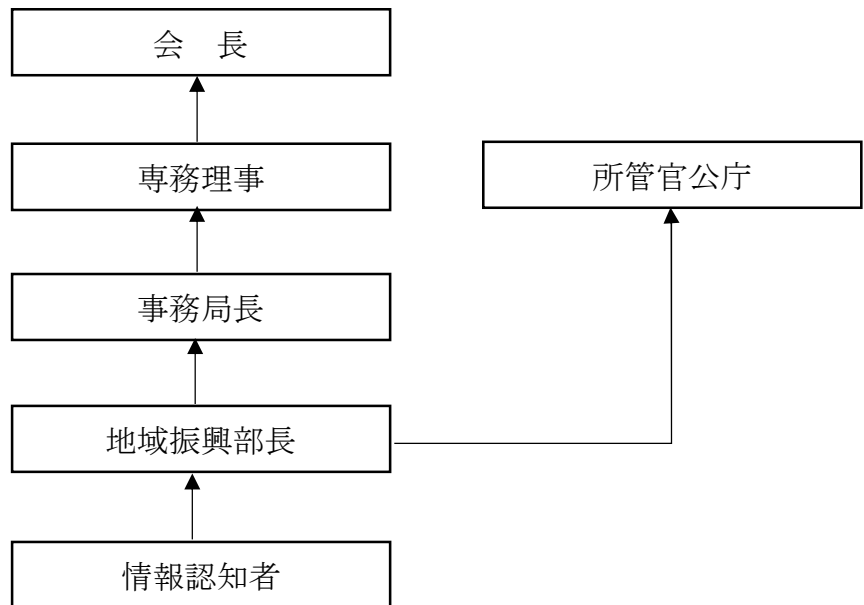 会　長
専務理事
所管官公庁
事務局長
地域振興部長
情報認知者